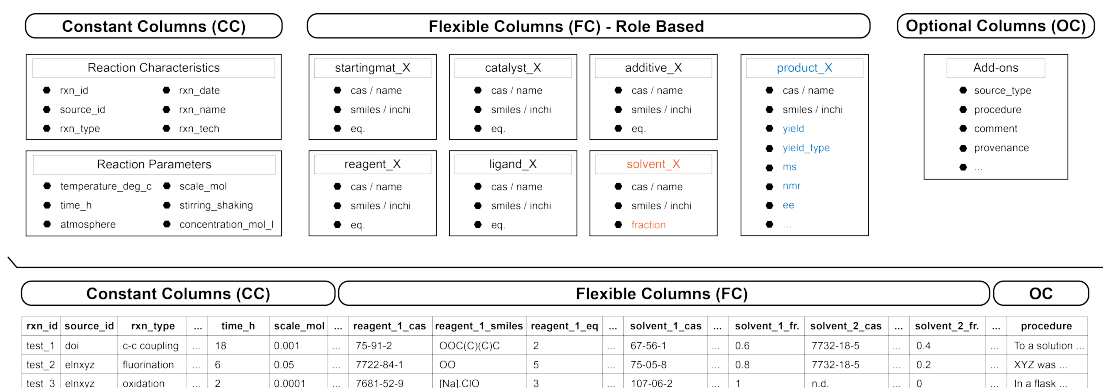 Constant Columns (CC)
Flexible Columns (FC) - Role Based
Optional Columns (OC)
Reaction Characteristics
rxn_id
rxn_date
source_id
rxn_name
rxn_type
rxn_tech
Reaction Parameters
temperature_deg_c
scale_mol
time_h
stirring_shaking
atmosphere
concentration_mol_l
startingmat_X
cas / name
smiles / inchi
eq.
catalyst_X
cas / name
smiles / inchi
eq.
additive_X
cas / name
smiles / inchi
eq.
reagent_X
cas / name
smiles / inchi
eq.
ligand_X
cas / name
smiles / inchi
eq.
solvent_X
cas / name
smiles / inchi
fraction
product_X
cas / name
smiles / inchi
yield
yield_type
ms
nmr
ee
...
Add-ons
source_type
procedure
comment
provenance
...
Constant Columns (CC)
Flexible Columns (FC)
OC
rxn_id source_id rxn_type ... time_h scale_mol ... reagent_1_cas reagent_1_smiles reagent_1_eq ... solvent_1_cas ... solvent_1_fr. solvent_2_cas ... solvent_2_fr. ... procedure
test_1 doi c-c coupling ... 18 0.001 ... 75-91-2 OOC(C)(C)C 2 ... 67-56-1 ... 0.6 7732-18-5 ... 0.4 ... To a solution ...
test_2 elnxyz fluorination ... 6 0.05 ... 7722-84-1 OO 5 ... 75-05-8 ... 0.8 7732-18-5 ... 0.2 ... XYZ was ...
test_3 elnxyz oxidation ... 2 0.0001 ... 7681-52-9 [Na].ClO 3 ... 107-06-2 ... 1 n.d. ... 0 ... In a flask ...